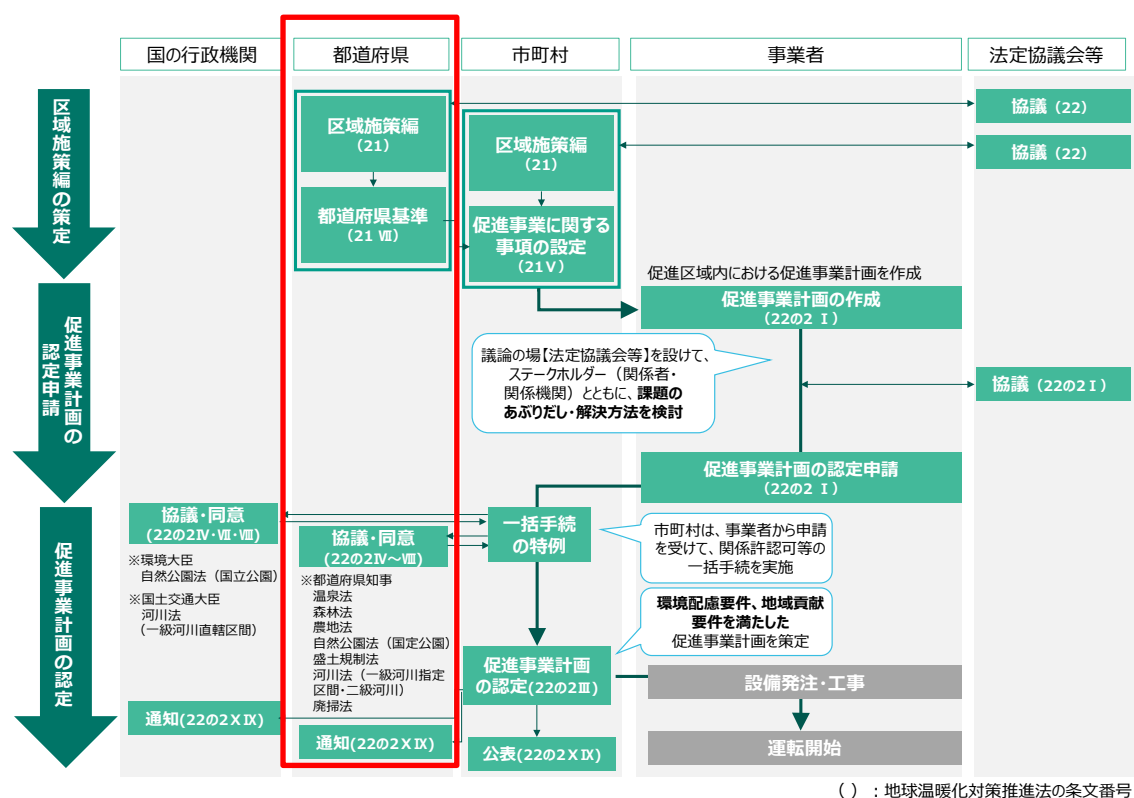 国の行政機関
都道府県
市町村
事業者
法定協議会等
区域施策編の策定
区域施策編
(21)
都道府県基準
(21 Ⅶ)
区域施策編
(21)
促進事業に関する
事項の設定
(21Ⅴ)
協議（22）
協議（22）
促進事業計画の
認定申請
促進区域内における促進事業計画を作成
促進事業計画の作成
(22の2 Ⅰ)
議論の場【法定協議会等】を設けて、
ステークホルダー（関係者・
関係機関）とともに、課題の
あぶりだし・解決方法を検討
協議（22の2Ⅰ）
促進事業計画の認定申請
(22の2 Ⅰ)
促進事業計画の認定
協議・同意
(22の2Ⅳ・Ⅶ・Ⅷ)
※環境大臣
自然公園法（国立公園）
※国土交通大臣
河川法
（一級河川直轄区間）
協議・同意
(22の2Ⅳ～Ⅷ)
※都道府県知事
温泉法
森林法
農地法
自然公園法（国定公園）
盛土規制法
河川法（一級河川指定
区間・二級河川）
廃掃法
一括手続
の特例
市町村は、事業者から申請
を受けて、関係許認可等の
一括手続を実施
環境配慮要件、地域貢献
要件を満たした
促進事業計画を策定
促進事業計画
の認定(22の2Ⅲ)
設備発注・工事
通知(22の2ⅩⅨ)
通知(22の2ⅩⅨ)
公表(22の2ⅩⅨ)
運転開始
（ ）：地球温暖化対策推進法の条文番号